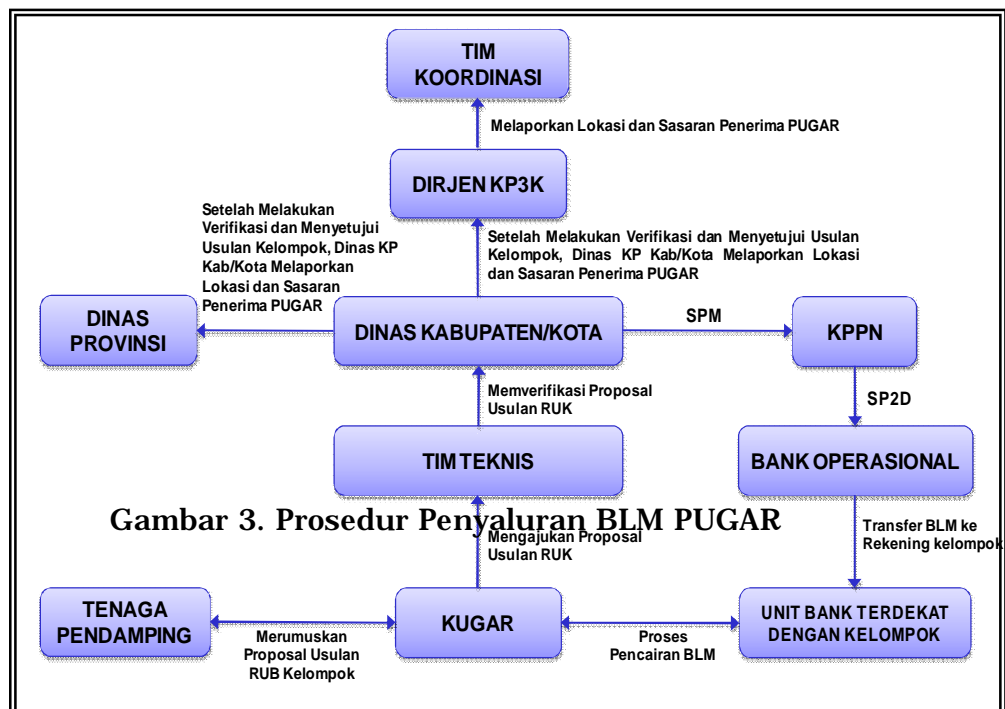 TIM
KOORDINASI
Melaporkan Lokasi dan Sasaran Penerima PUGAR
DIRJEN KP3K
Setelah Melakukan
Verifikasi dan Menyetujui
Usulan Kelompok, Dinas KP
Kab/Kota Melaporkan
Lokasi dan Sasaran
Penerima PUGAR
Setelah Melakukan Verifikasi dan Menyetujui Usulan
Kelompok, Dinas KP Kab/Kota Melaporkan Lokasi
dan Sasaran Penerima PUGAR
DINAS
PROVINSI
DINAS KABUPATEN/KOTA
SPM
KPPN
Memverifikasi Proposal
Usulan RUK
SP2D
TIM TEKNIS
BANK OPERASIONAL
Gambar 3. Prosedur Penyaluran BLM PUGAR
Mengajukan Proposal
Usulan RUK
Transfer BLM ke
Rekening kelompok
TENAGA
PENDAMPING
Merumuskan
Proposal Usulan
RUB Kelompok
KUGAR
Proses
Pencairan BLM
UNIT BANK TERDEKAT
DENGAN KELOMPOK